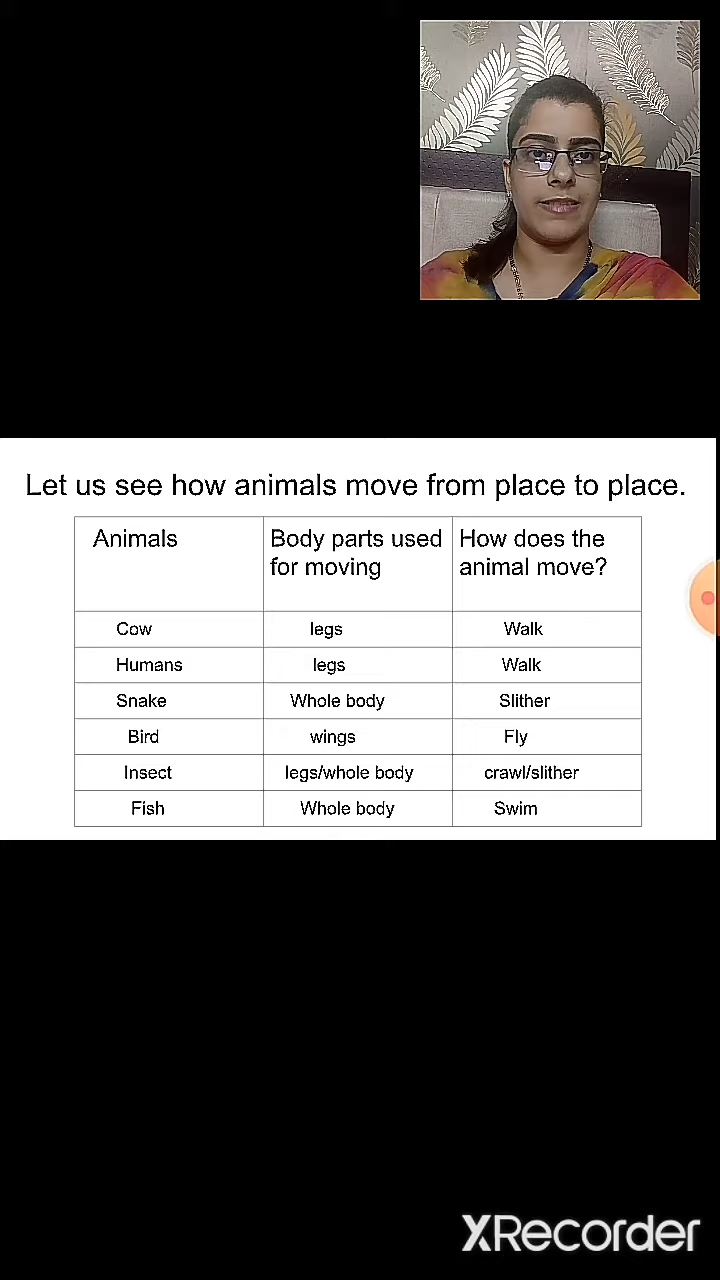 Let us see how animals move from place to place.
Animals Body parts used for moving How does the animal move?
Cow legs Walk
Humans legs Walk
Snake Whole body Slither
Bird wings Fly
Insect legs/whole body crawl/slither
Fish Whole body Swim
XRecorder